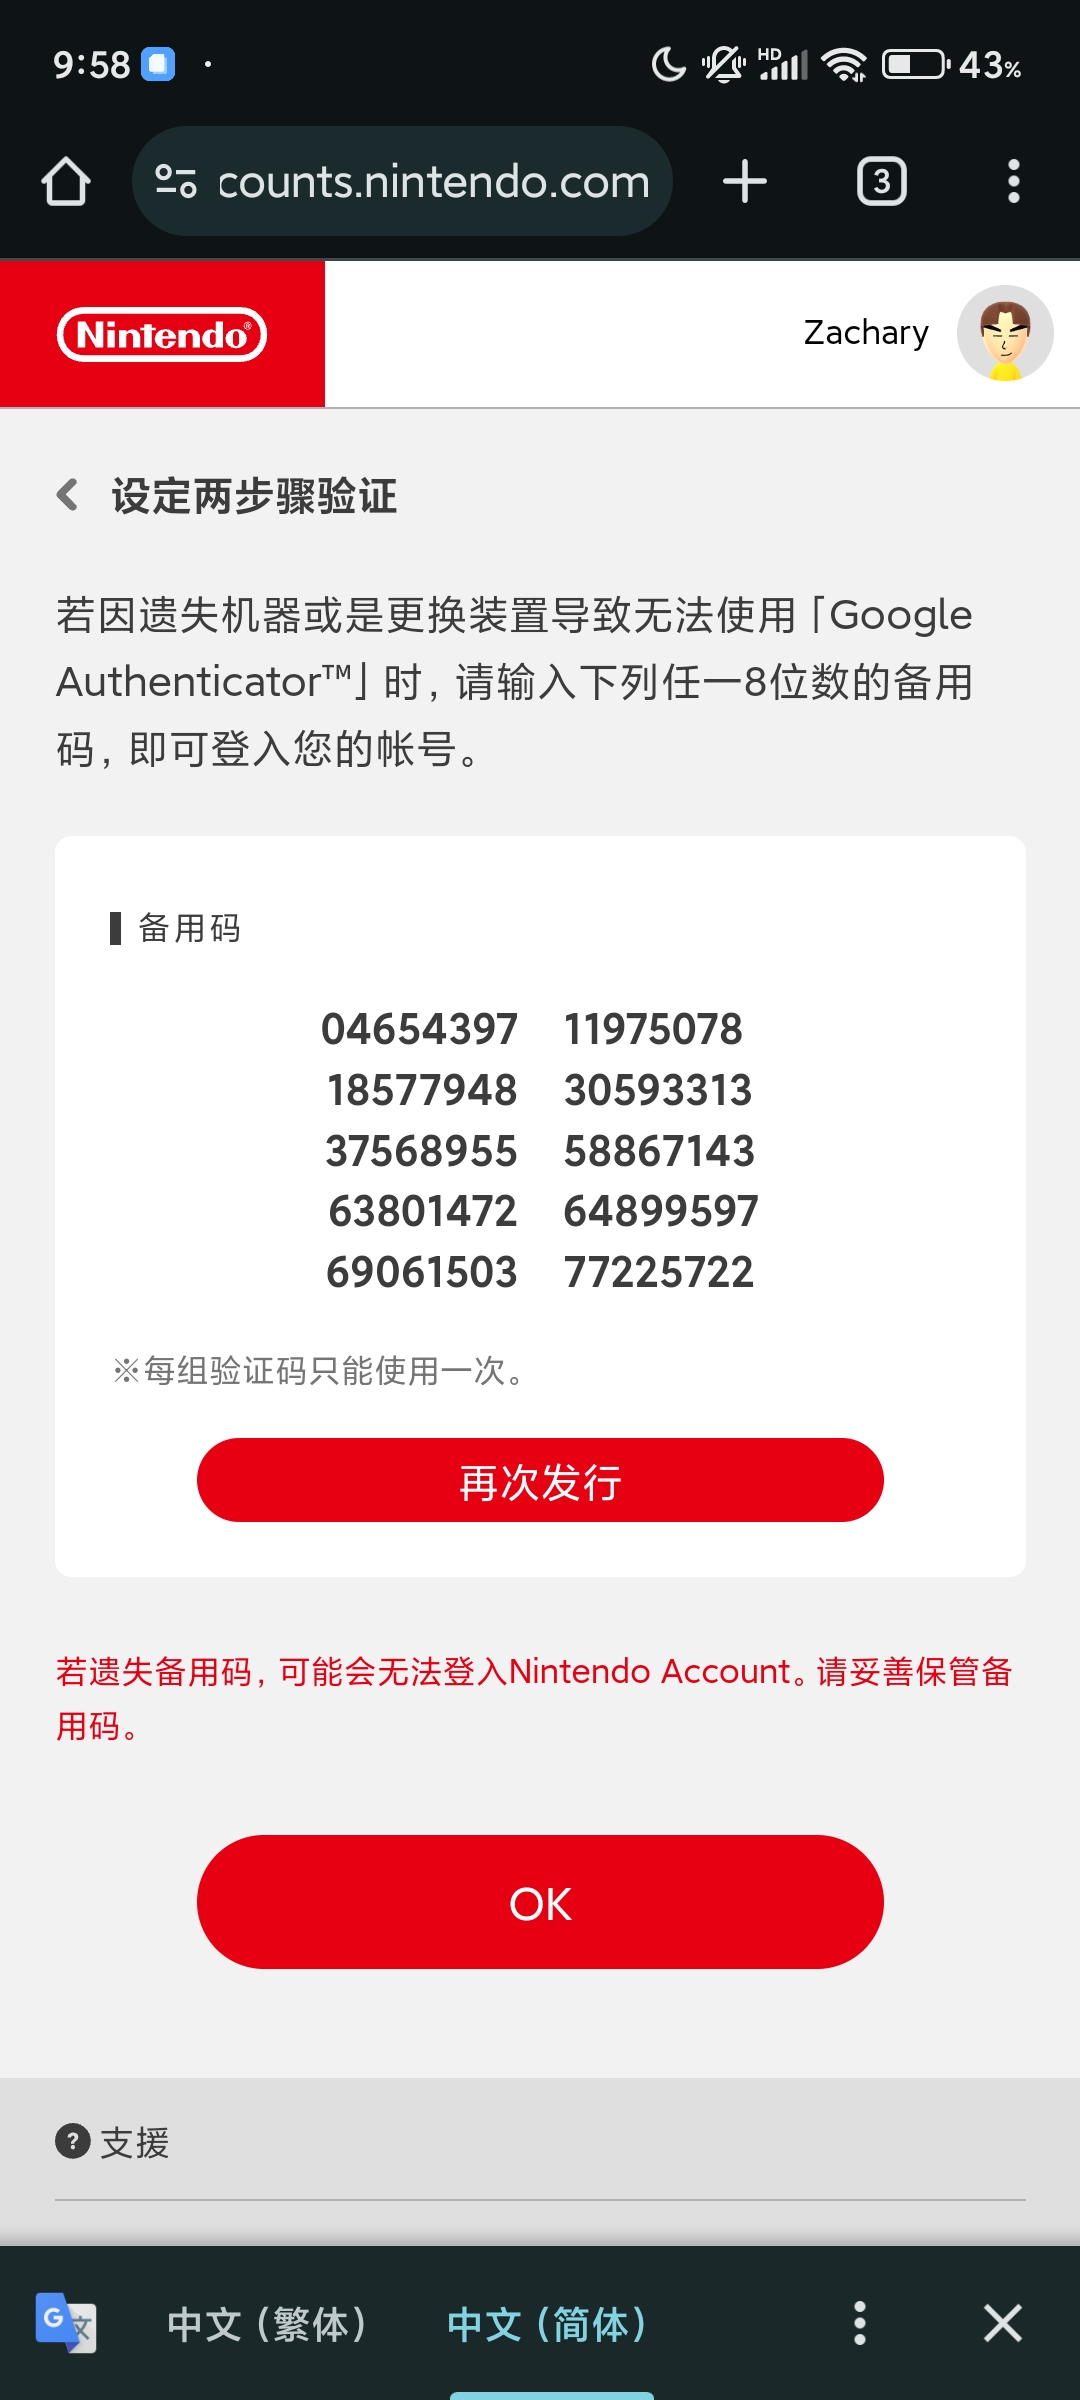 9:58
HD
43%
counts.nintendo.com
3
Nintendo®
Zachary
设定两步骤验证
若因遗失机器或是更换装置导致无法使用「Google
Authenticator™」时, 请输入下列任一8位数的备用
码, 即可登入您的帐号。
备用码
04654397 11975078
18577948 30593313
37568955 58867143
63801472 64899597
69061503 77225722
※每组验证码只能使用一次。
再次发行
若遗失备用码, 可能会无法登入Nintendo Account。请妥善保管备
用码。
OK
? 支援
G 文
中文 (繁体)
中文 (简体)